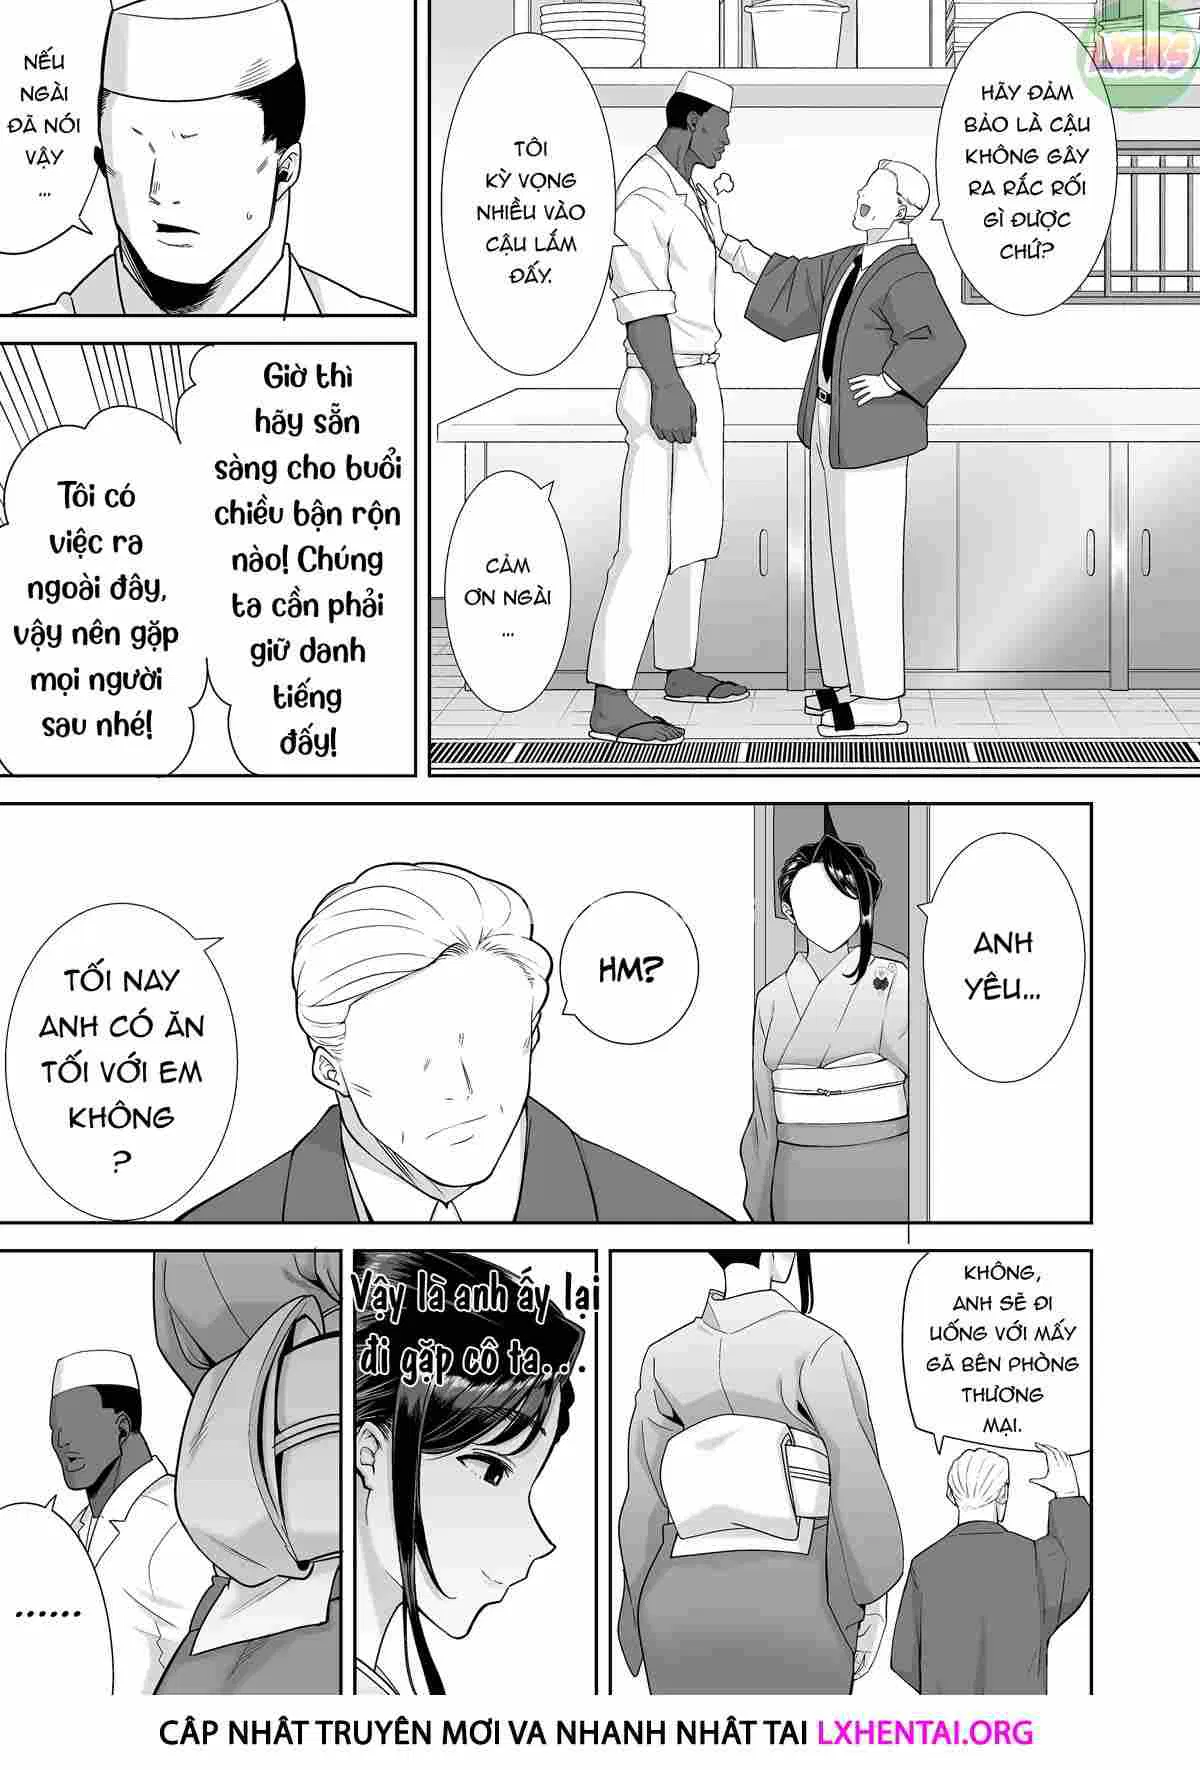 HÃY ĐẢM
BẢO LÀ CẬU
KHÔNG GÂY
RA RẮC RỐI
GÌ ĐƯỢC
CHỨ?
TÔI
KỲ VỌNG
NHIỀU VÀO
CẬU LẮM
ĐẤY.
CẢM
ƠN NGÀI
...
NẾU
NGÀI
ĐÃ NÓI
VẬY
...
Giờ thì
hãy sẵn
sàng cho buổi
chiều bận rộn
nào! Chúng
ta cần phải
giữ danh
tiếng
đấy!
Tôi có
việc ra
ngoài đây,
vậy nên gặp
mọi người
sau nhé!
ANH
YÊU...
HM?
TỐI NAY
ANH CÓ ĂN
TỐI VỚI EM
KHÔNG
?
KHÔNG,
ANH SẼ ĐI
UỐNG VỚI MẤY
GÃ BÊN PHÒNG
THƯƠNG
MẠI.
Vậy là anh ấy lại
đi gặp cô ta...
......
LXERS
CẬP NHẬT TRUYỆN MỚI VÀ NHANH NHẤT TẠI LXHENTAI.ORG